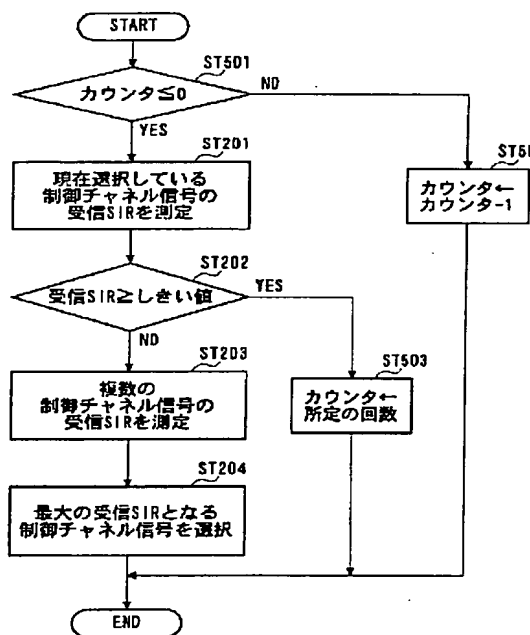 START
ST501
カウンタ≦0
NO
YES
ST201
現在選択している
制御チャネル信号の
受信SIRを測定
ST5
カウンタ←
カウンタ-1
ST202
受信SIR≧しきい値
YES
NO
ST203
複数の
制御チャネル信号の
受信SIRを測定
ST503
カウンタ←
所定の回数
ST204
最大の受信SIRとなる
制御チャネル信号を選択
END